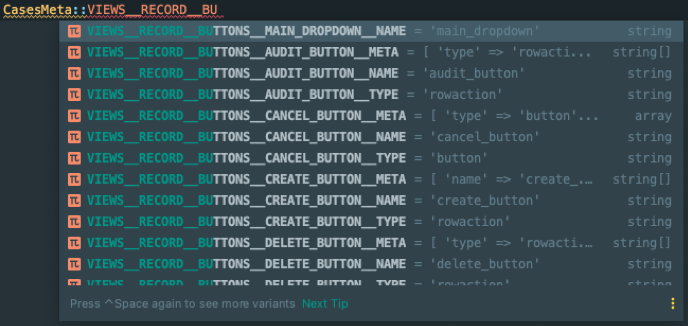 CasesMeta::VIEWS__RECORD__BU
VIEWS__RECORD__BUTTONS__MAIN_DROPDOWN__NAME = 'main_dropdown' string
VIEWS__RECORD__BUTTONS__AUDIT_BUTTON__META = [ 'type' => 'rowacti... string[]
VIEWS__RECORD__BUTTONS__AUDIT_BUTTON__NAME = 'audit_button' string
VIEWS__RECORD__BUTTONS__AUDIT_BUTTON__TYPE = 'rowaction' string
VIEWS__RECORD__BUTTONS__CANCEL_BUTTON__META = [ 'type' => 'button'... array
VIEWS__RECORD__BUTTONS__CANCEL_BUTTON__NAME = 'cancel_button' string
VIEWS__RECORD__BUTTONS__CANCEL_BUTTON__TYPE = 'button' string
VIEWS__RECORD__BUTTONS__CREATE_BUTTON__META = [ 'name' => 'create_... string[]
VIEWS__RECORD__BUTTONS__CREATE_BUTTON__NAME = 'create_button' string
VIEWS__RECORD__BUTTONS__CREATE_BUTTON__TYPE = 'rowaction' string
VIEWS__RECORD__BUTTONS__DELETE_BUTTON__META = [ 'type' => 'rowacti... string[]
VIEWS__RECORD__BUTTONS__DELETE_BUTTON__NAME = 'delete_button' string
VIEWS__RECORD__BUTTONS__DELETE_BUTTON__TYPE = 'rowaction' string
Press ^Space again to see more variants Next Tip